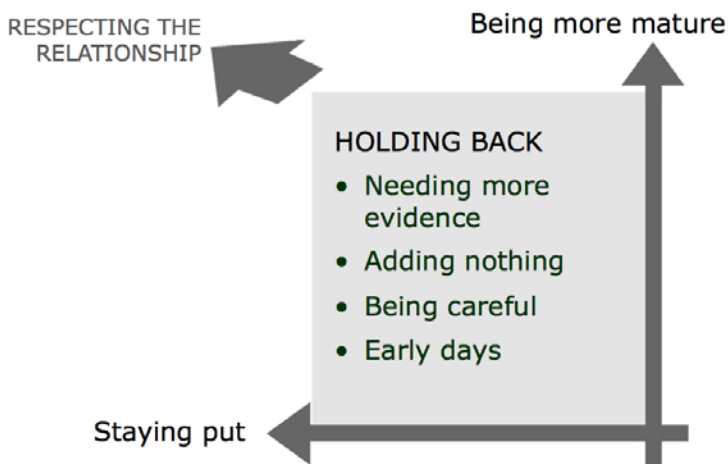 RESPECTING THE
RELATIONSHIP
Being more mature
HOLDING BACK
• Needing more
evidence
• Adding nothing
• Being careful
• Early days
Staying put